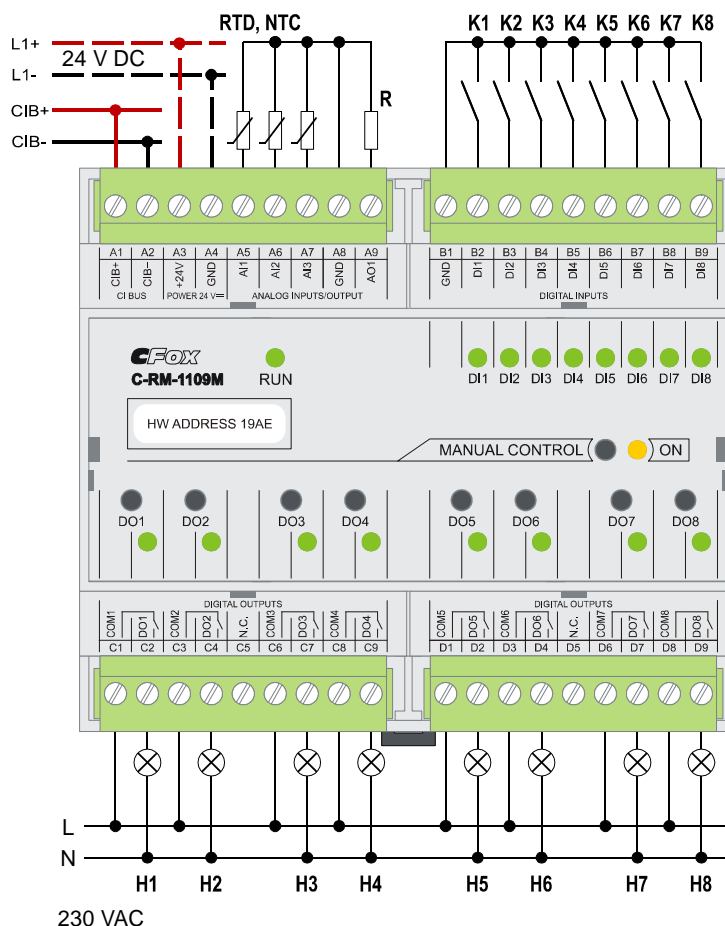 RTD, NTC
K1 K2 K3 K4 K5 K6 K7 K8
L1+
24 V DC
L1-
CIB+
R
CIB-
A1 A2 A3 A4 A5 A6 A7 A8 A9
B1 B2 B3 B4 B5 B6 B7 B8 B9
CIB+ CIB- +24V GND AI1 AI2 AI3 GND AO1
GND DI1 DI2 DI3 DI4 DI5 DI6 DI7 DI8
CI BUS POWER 24 V ANALOG INPUTS/OUTPUT
DIGITAL INPUTS
CFox
C-RM-1109M
RUN
DI1 DI2 DI3 DI4 DI5 DI6 DI7 DI8
HW ADDRESS 19AE
MANUAL CONTROL ON
DO1 DO2 DO3 DO4 DO5 DO6 DO7 DO8
DIGITAL OUTPUTS
DIGITAL OUTPUTS
COM1 DO1 COM2 DO2 N.C. COM3 DO3 COM4 DO4
COM5 DO5 COM6 DO6 N.C. COM7 DO7 COM8 DO8
C1 C2 C3 C4 C5 C6 C7 C8 C9
D1 D2 D3 D4 D5 D6 D7 D8 D9
L
N
H1 H2 H3 H4 H5 H6 H7 H8
230 VAC